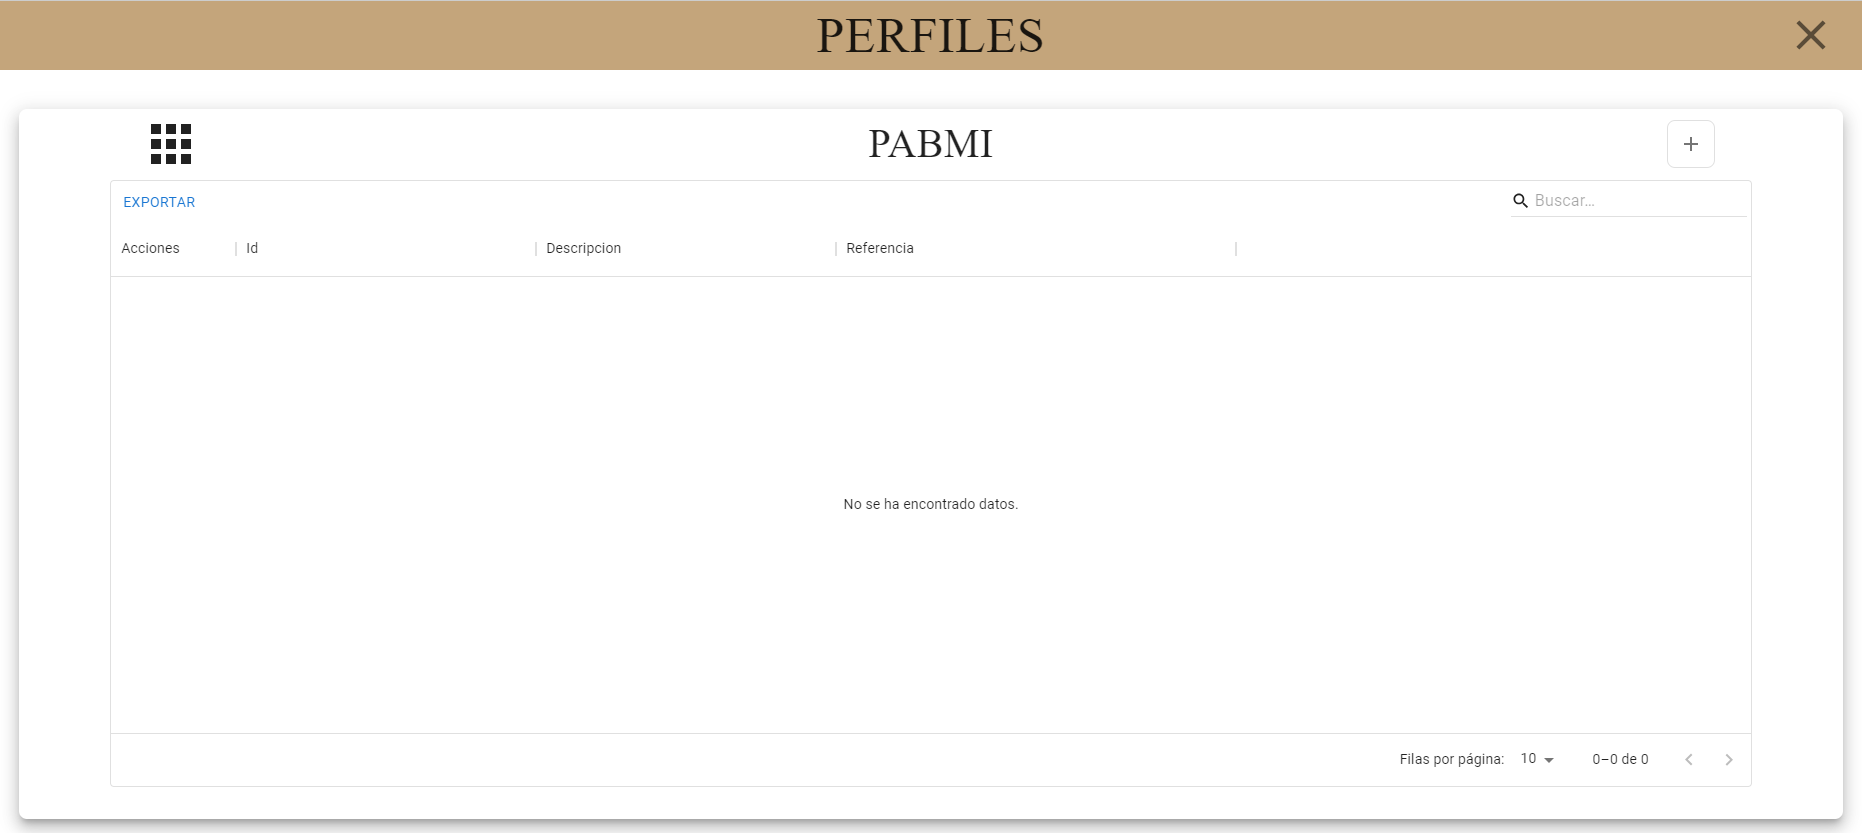 PERFILES
PABMI
EXPORTAR
Buscar...
Acciones Id Descripcion Referencia
No se ha encontrado datos.
Filas por página: 10 0–0 de 0